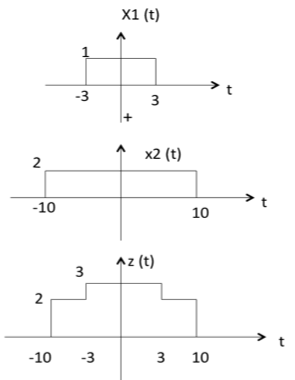 X1 (t)
1
-3 3 t
+
x2 (t)
2
-10 10 t
z (t)
3
2
-10 -3 3 10 t